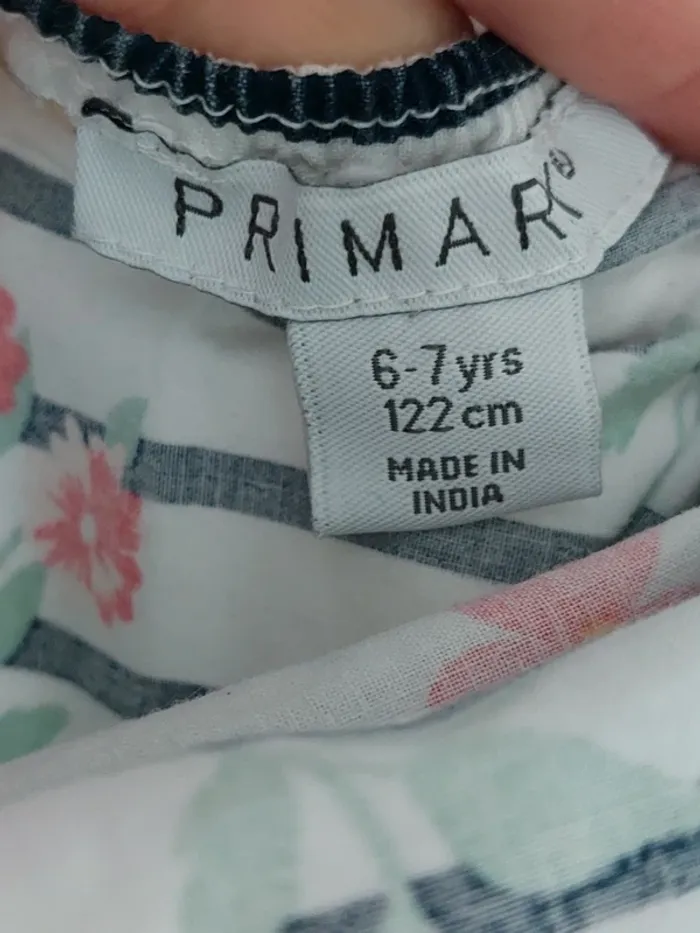 PRIMARK®
6-7 yrs
122 cm
MADE IN
INDIA